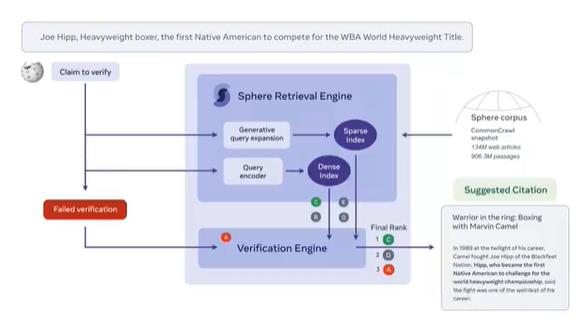 Joe Hipp, Heavyweight boxer, the first Native American to compete for the WBA World Heavyweight Title.
Claim to verify
Sphere Retrieval Engine
Generative
query expansion
Sparse
Index
Query
encoder
Dense
Index
Sphere corpus
CommonCrawl
snapshot
134M web articles
906.3M passages
Failed verification
C
E
B
D
A
Verification Engine
Final Rank
1 C
2 D
3 A
Suggested Citation
Warrior in the ring: Boxing
with Marvin Camel
In 1989 at the twilight of his career,
Camel fought Joe Hipp of the Blackfeet
Nation. Hipp, who became the first
Native American to challenge for the
world heavyweight championship, said
the fight was one of the weirdest of his
career.